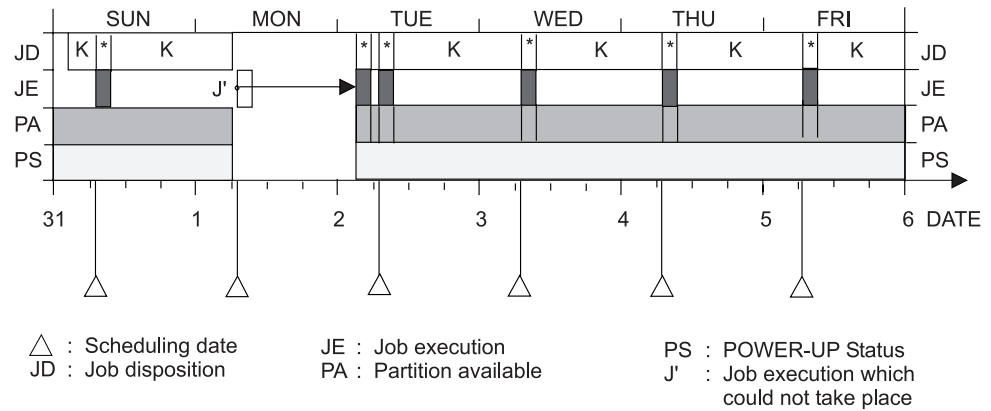 SUN MON TUE WED THU FRI
JD K * K * * K * K * K * K JD
JE J' JE
PA PA
PS PS
31 1 2 3 4 5 6 DATE
: Scheduling date
JD : Job disposition
JE : Job execution
PA : Partition available
PS : POWER-UP Status
J' : Job execution which
could not take place